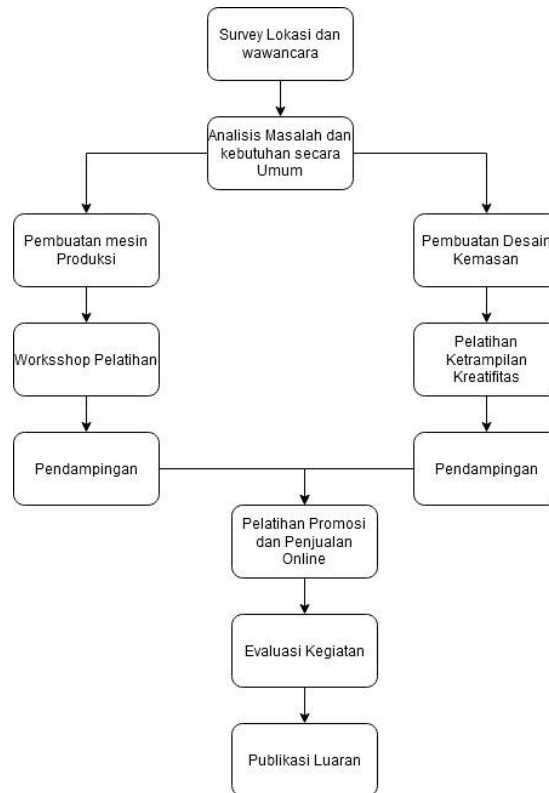 Survey Lokasi dan
wawancara
Analisis Masalah dan
kebutuhan secara
Umum
Pembuatan mesin
Produksi
Pembuatan Desain
Kemasan
Worksshop Pelatihan
Pelatihan
Ketrampilan
Kreatifitas
Pendampingan
Pendampingan
Pelatihan Promosi
dan Penjualan
Online
Evaluasi Kegiatan
Publikasi Luaran